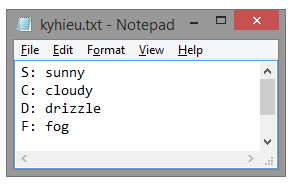 kyhieu.txt - Notepad
File Edit Format View Help
S: sunny
C: cloudy
D: drizzle
F: fog